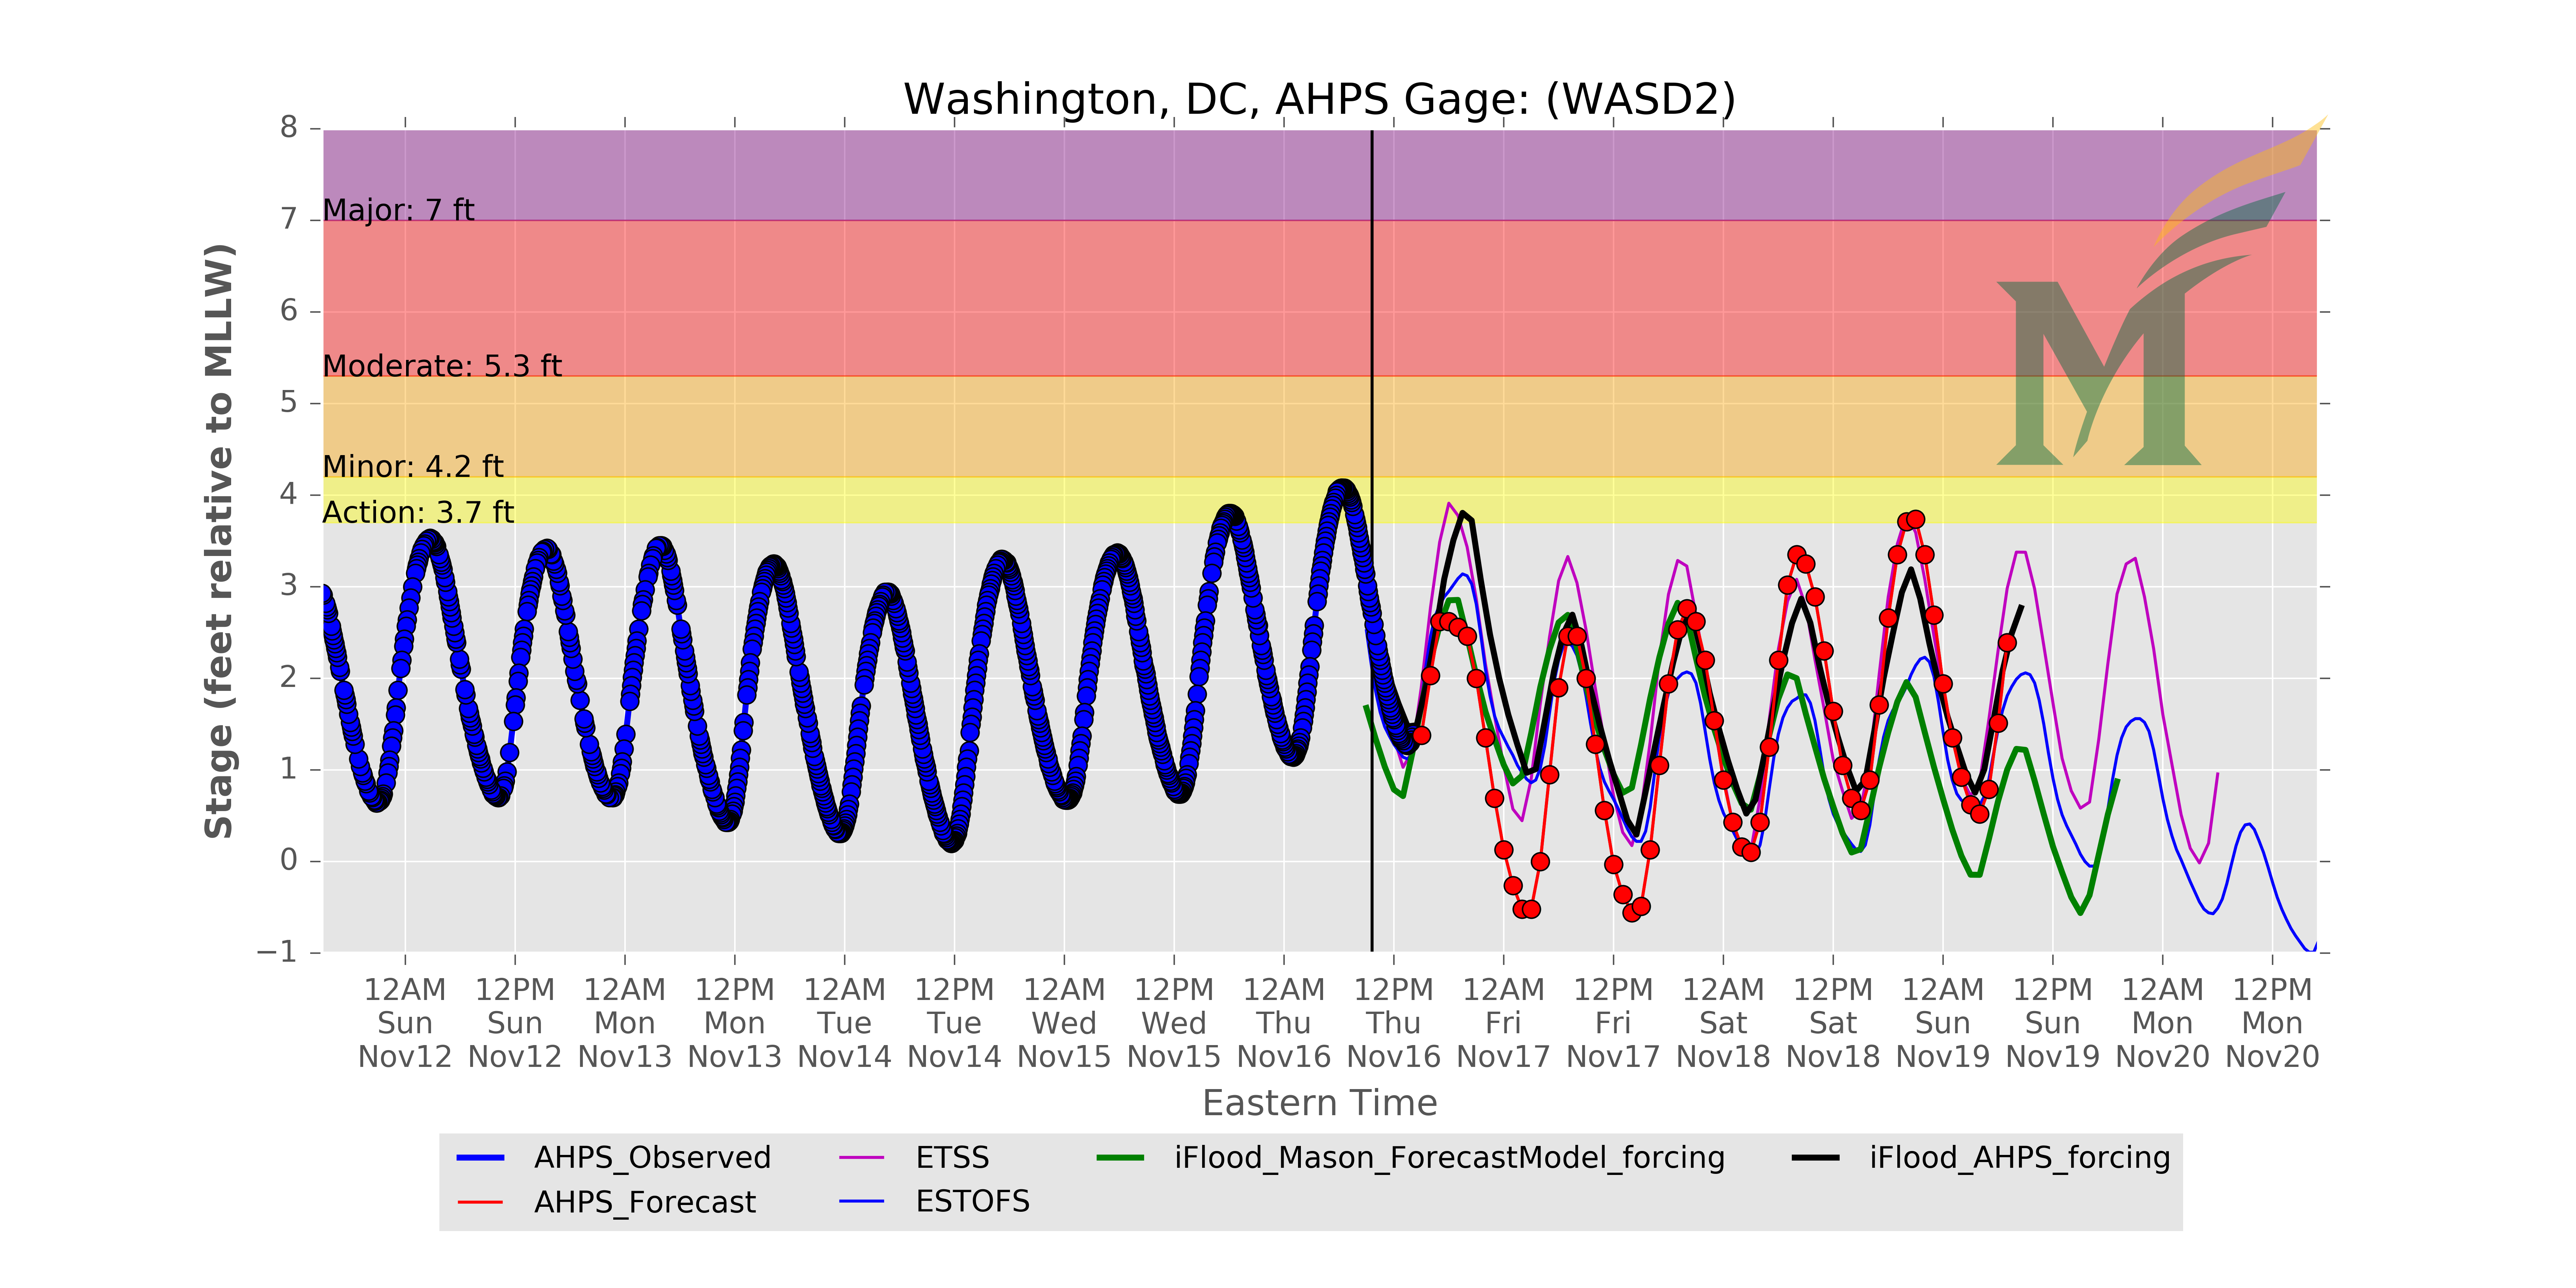 Washington, DC, AHPS Gage: (WASD2)
8
7
6
5
4
3
2
1
0
−1
Stage (feet relative to MLLW)
Major: 7 ft
Moderate: 5.3 ft
Minor: 4.2 ft
Action: 3.7 ft
M
12AM 12PM 12AM 12PM 12AM 12PM 12AM 12PM 12AM 12PM 12AM 12PM 12AM 12PM 12AM 12PM 12AM 12PM
Sun Sun Mon Mon Tue Tue Wed Wed Thu Thu Fri Fri Sat Sat Sun Sun Mon Mon
Nov12 Nov12 Nov13 Nov13 Nov14 Nov14 Nov15 Nov15 Nov16 Nov16 Nov17 Nov17 Nov18 Nov18 Nov19 Nov19 Nov20 Nov20
Eastern Time
AHPS_Observed ETSS iFlood_Mason_ForecastModel_forcing iFlood_AHPS_forcing
AHPS_Forecast ESTOFS